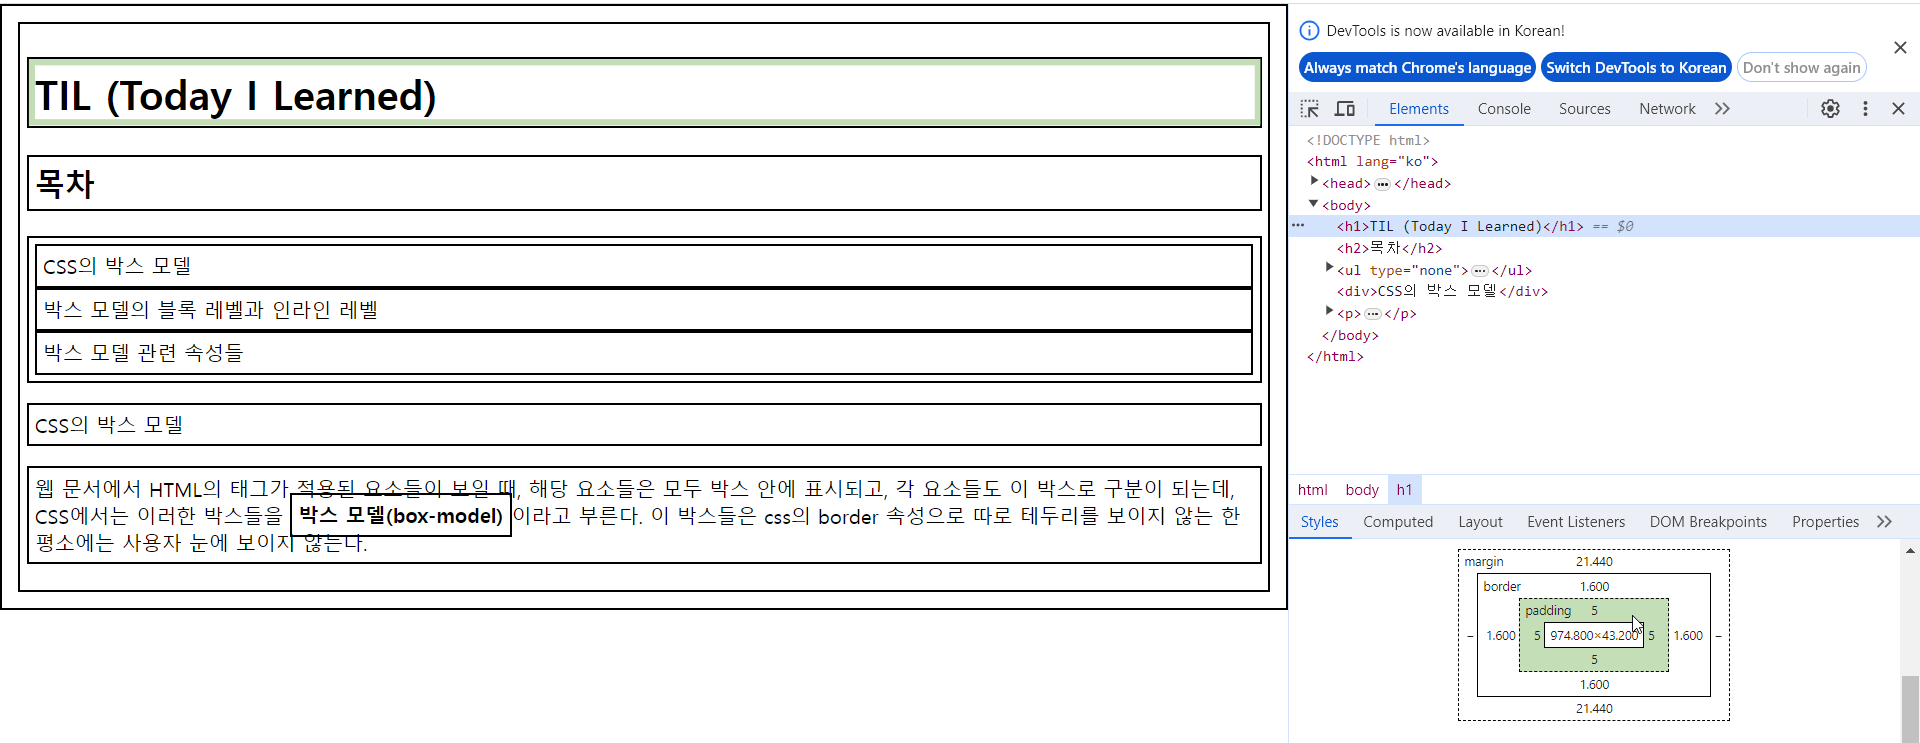 TIL (Today I Learned)
목차
CSS의 박스 모델
박스 모델의 블록 레벨과 인라인 레벨
박스 모델 관련 속성들
CSS의 박스 모델
웹 문서에서 HTML의 태그가 적용된 요소들이 보일 때, 해당 요소들은 모두 박스 안에 표시되고, 각 요소들도 이 박스로 구분이 되는데,
CSS에서는 이러한 박스들을 박스 모델(box-model) 이라고 부른다. 이 박스들은 css의 border 속성으로 따로 테두리를 보이지 않는 한
평소에는 사용자 눈에 보이지 않는다.
DevTools is now available in Korean!
Always match Chrome's language Switch DevTools to Korean Don't show again
Elements Console Sources Network
<!DOCTYPE html>
<html lang="ko">
<head> ... </head>
<body>
<h1>TIL (Today I Learned)</h1> == $0
<h2>목차</h2>
<ul type="none"> ... </ul>
<div>CSS의 박스 모델</div>
<p> ... </p>
</body>
</html>
html body h1
Styles Computed Layout Event Listeners DOM Breakpoints Properties
margin 21.440
border 1.600
padding 5
– 1.600 5 974.800×43.200 5 1.600 –
5
1.600
21.440